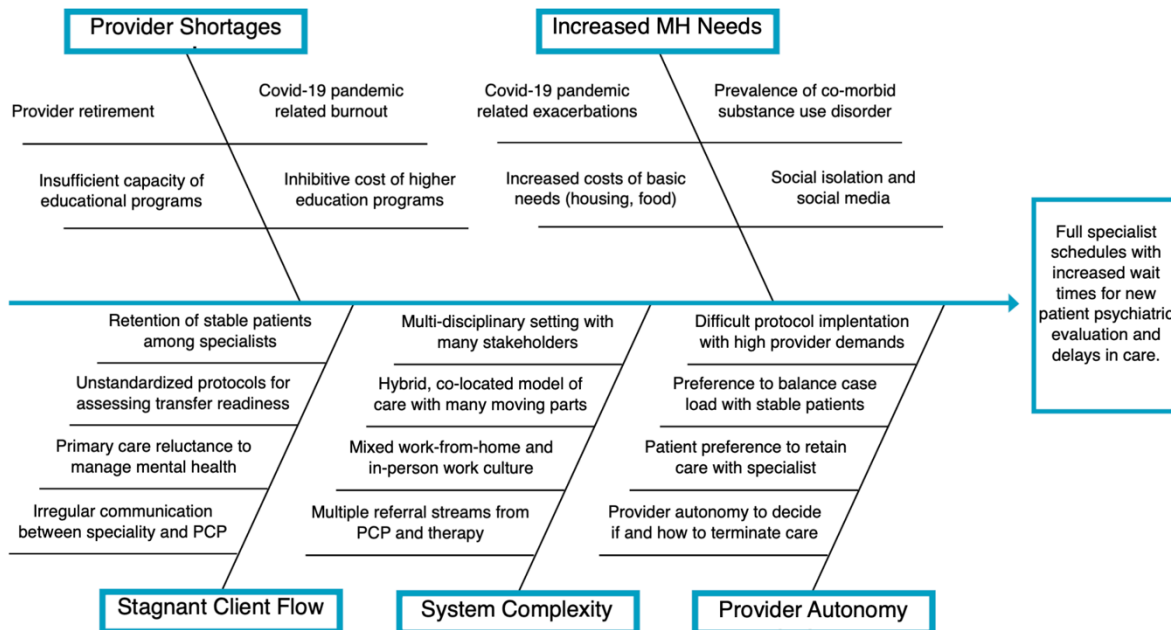 Provider Shortages
Increased MH Needs
Provider retirement
Covid-19 pandemic
related burnout
Insufficient capacity of
educational programs
Inhibitive cost of higher
education programs
Covid-19 pandemic
related exacerbations
Prevalence of co-morbid
substance use disorder
Increased costs of basic
needs (housing, food)
Social isolation and
social media
Full specialist
schedules with
increased wait
times for new
patient psychiatric
evaluation and
delays in care.
Retention of stable patients
among specialists
Unstandardized protocols for
assessing transfer readiness
Primary care reluctance to
manage mental health
Irregular communication
between speciality and PCP
Multi-disciplinary setting with
many stakeholders
Hybrid, co-located model of
care with many moving parts
Mixed work-from-home and
in-person work culture
Multiple referral streams from
PCP and therapy
Difficult protocol implentation
with high provider demands
Preference to balance case
load with stable patients
Patient preference to retain
care with specialist
Provider autonomy to decide
if and how to terminate care
Stagnant Client Flow
System Complexity
Provider Autonomy